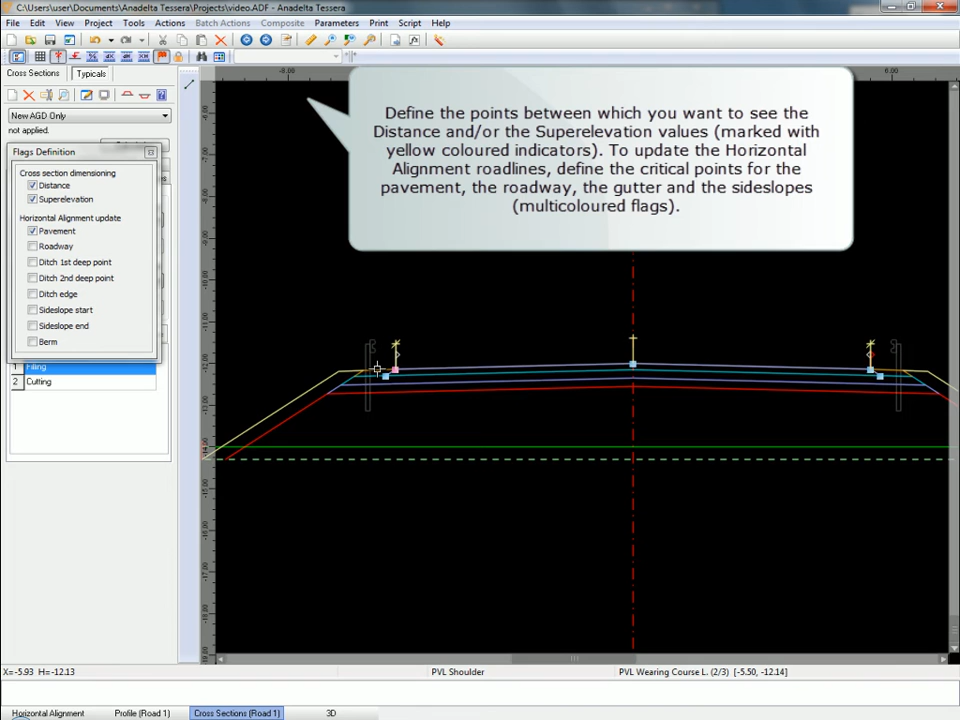 C:\Users\user\Documents\Anadelta Tessera\Projects\video.ADF - Anadelta Tessera
File Edit View Project Tools Actions Batch Actions Composite Parameters Print Script Help
Cross Sections Typicals
New AGD Only
not applied.
Flags Definition
Cross section dimensioning
Distance
Superelevation
Horizontal Alignment update
Pavement
Roadway
Ditch 1st deep point
Ditch 2nd deep point
Ditch edge
Sideslope start
Sideslope end
Berm
1 Filling
2 Cutting
Define the points between which you want to see the
Distance and/or the Superelevation values (marked with
yellow coloured indicators). To update the Horizontal
Alignment roadlines, define the critical points for the
pavement, the roadway, the gutter and the sideslopes
(multicoloured flags).
X=-5.93 H=-12.13 PVL Shoulder PVL Wearing Course L. (2/3) [-5.50, -12.14]
Horizontal Alignment Profile (Road 1) Cross Sections (Road 1) 3D